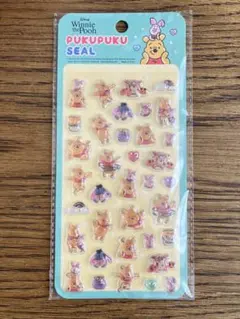 Disney
Winnie
the Pooh
PUKUPUKU
SEAL